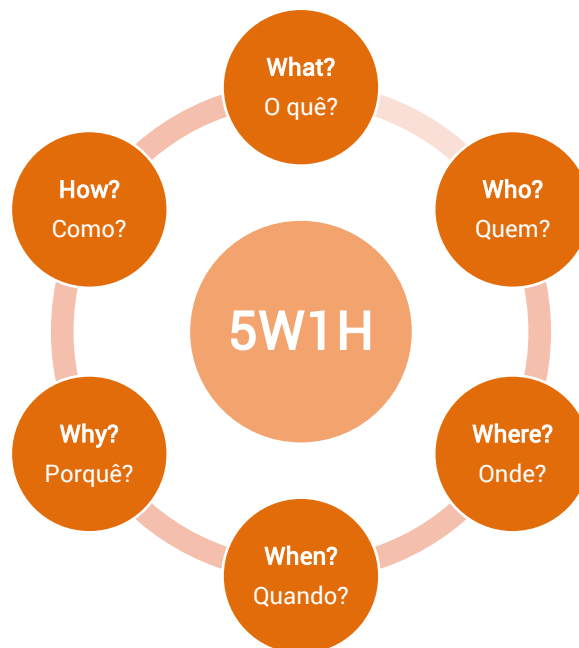 What?
O quê?
Who?
Quem?
Where?
Onde?
When?
Quando?
Why?
Porquê?
How?
Como?
5W1H